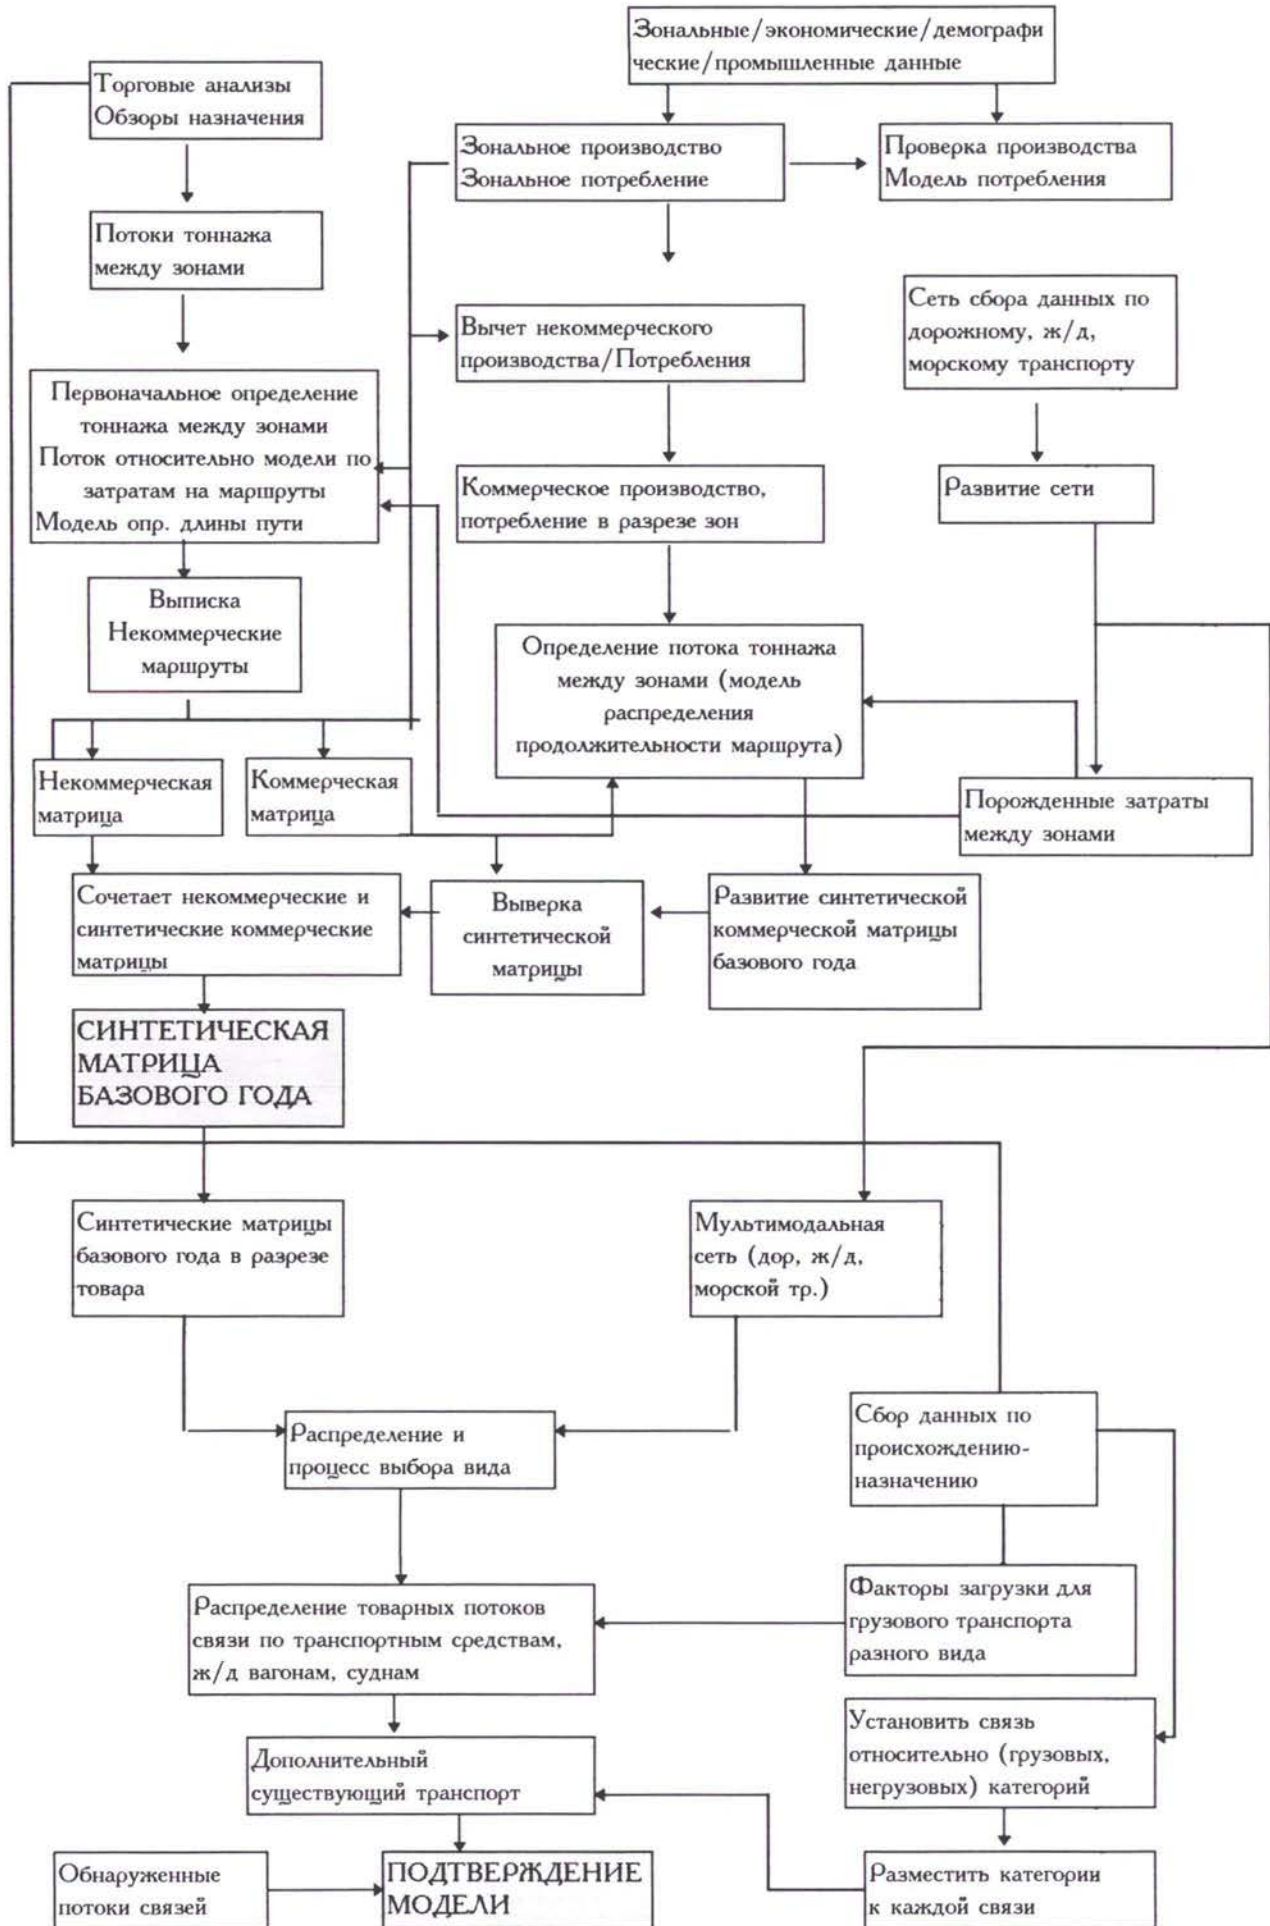 Зональные/экономические/демографи
ческие/промышленные данные
Торговые анализы
Обзоры назначения
Зональное производство
Зональное потребление
Проверка производства
Модель потребления
Потоки тоннажа
между зонами
Вычет некоммерческого
производства/Потребления
Сеть сбора данных по
дорожному, ж/д,
морскому транспорту
Первоначальное определение
тоннажа между зонами
Поток относительно модели по
затратам на маршруты
Модель опр. длины пути
Коммерческое производство,
потребление в разрезе зон
Развитие сети
Выписка
Некоммерческие
маршруты
Определение потока тоннажа
между зонами (модель
распределения
продолжительности маршрута)
Некоммерческая
матрица
Коммерческая
матрица
Порожденные затраты
между зонами
Сочетает некоммерческие и
синтетические коммерческие
матрицы
Выверка
синтетической
матрицы
Развитие синтетической
коммерческой матрицы
базового года
СИНТЕТИЧЕСКАЯ
МАТРИЦА
БАЗОВОГО ГОДА
Синтетические матрицы
базового года в разрезе
товара
Мультимодальная
сеть (дор, ж/д,
морской тр.)
Распределение и
процесс выбора вида
Сбор данных по
происхождению-
назначению
Распределение товарных потоков
связи по транспортным средствам,
ж/д вагонам, суднам
Факторы загрузки для
грузового транспорта
разного вида
Дополнительный
существующий транспорт
Установить связь
относительно (грузовых,
негрузовых) категорий
Обнаруженные
потоки связей
ПОДТВЕРЖДЕНИЕ
МОДЕЛИ
Разместить категории
к каждой связи